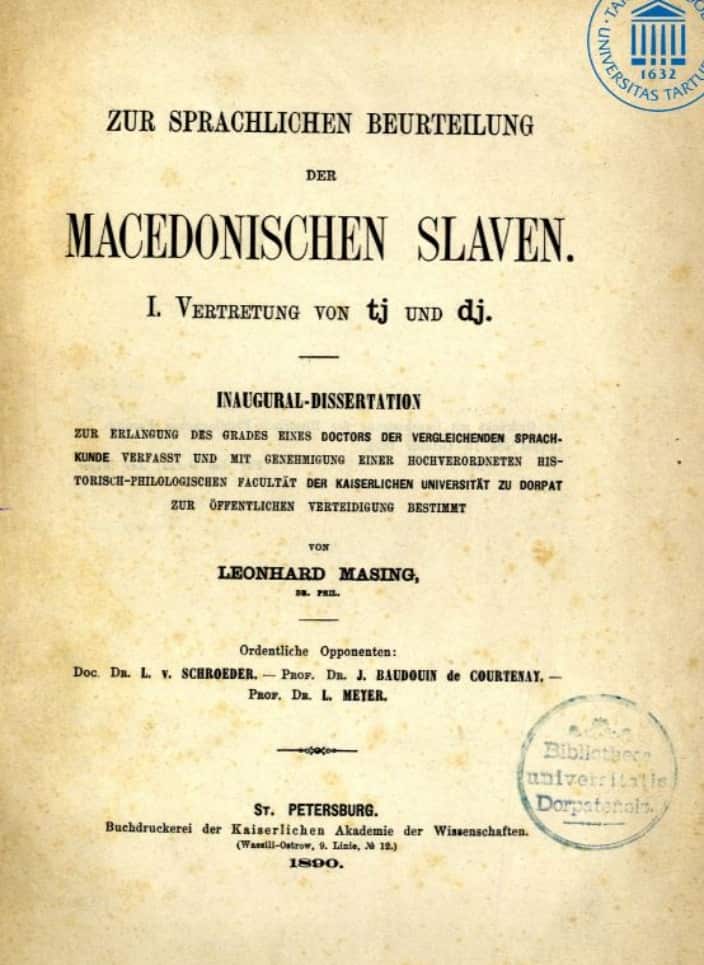 ZUR SPRACHLICHEN BEURTEILUNG
DER
MACEDONISCHEN SLAVEN.
I. VERTRETUNG VON tj UND dj.
INAUGURAL-DISSERTATION
ZUR ERLANGUNG DES GRADES EINES DOCTORS DER VERGLEICHENDEN SPRACH-
KUNDE VERFASST UND MIT GENEHMIGUNG EINER HOCHVERORDNETEN HIS-
TORISCH-PHILOLOGISCHEN FACULTÄT DER KAISERLICHEN UNIVERSITÄT ZU DORPAT
ZUR ÖFFENTLICHEN VERTEIDIGUNG BESTIMMT
VON
LEONHARD MASING,
DR. PHIL.
Ordentliche Opponenten:
DOC. DR. L. v. SCHROEDER. — PROF. DR. J. BAUDOUIN de COURTENAY. —
PROF. DR. L. MEYER.
ST. PETERSBURG.
Buchdruckerei der Kaiserlichen Akademie der Wissenschaften.
(Wassili-Ostrow, 9. Linie, № 12.)
1890.
1632
UNIVERSITAS
Bibliotheca
universitatis
Dorpatensis.